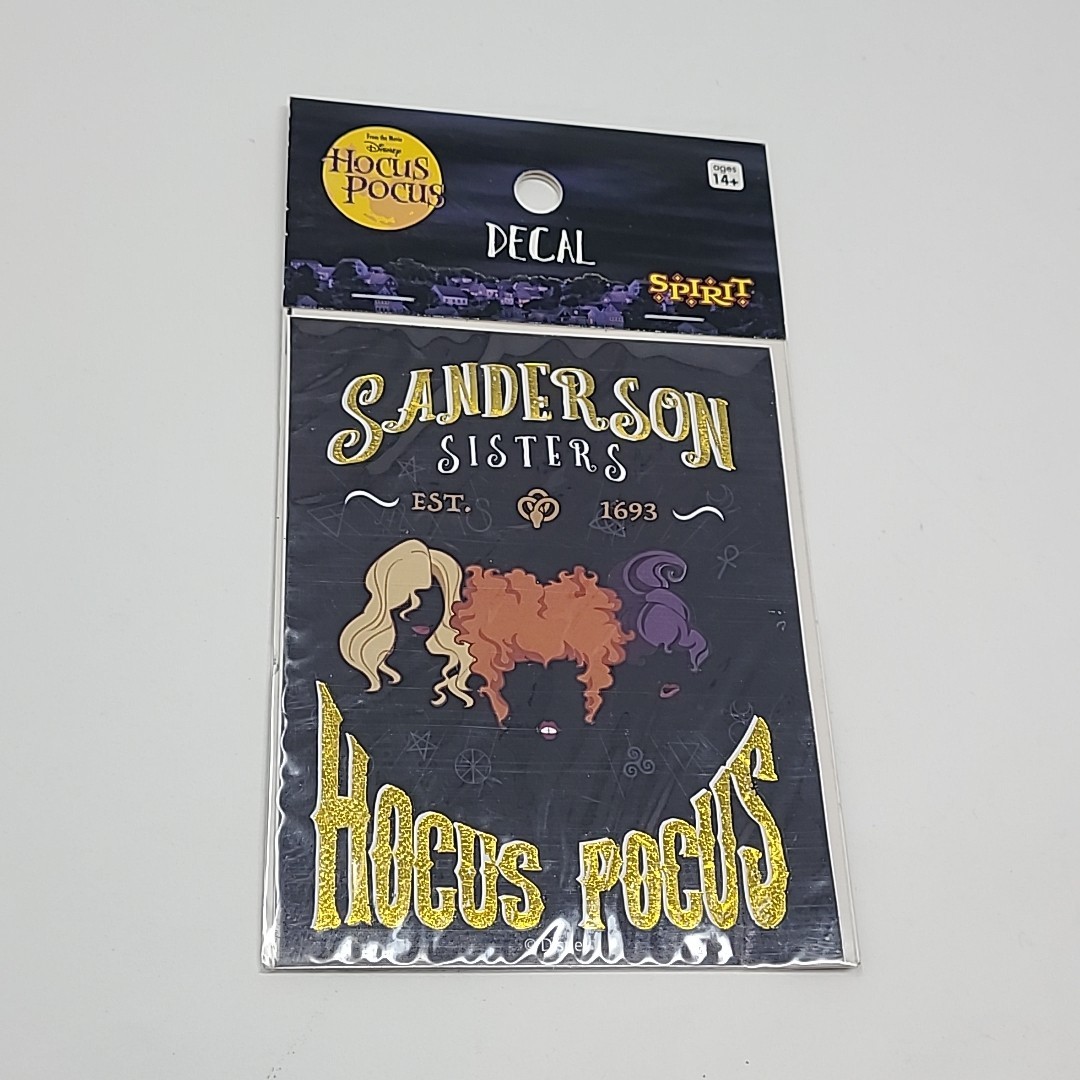 From the Movie
Disney
HOCUS
POCUS
ages
14+
DECAL
SPIRIT
SANDERSON
SISTERS
EST. 1693
HOCUS POCUS
© Disney